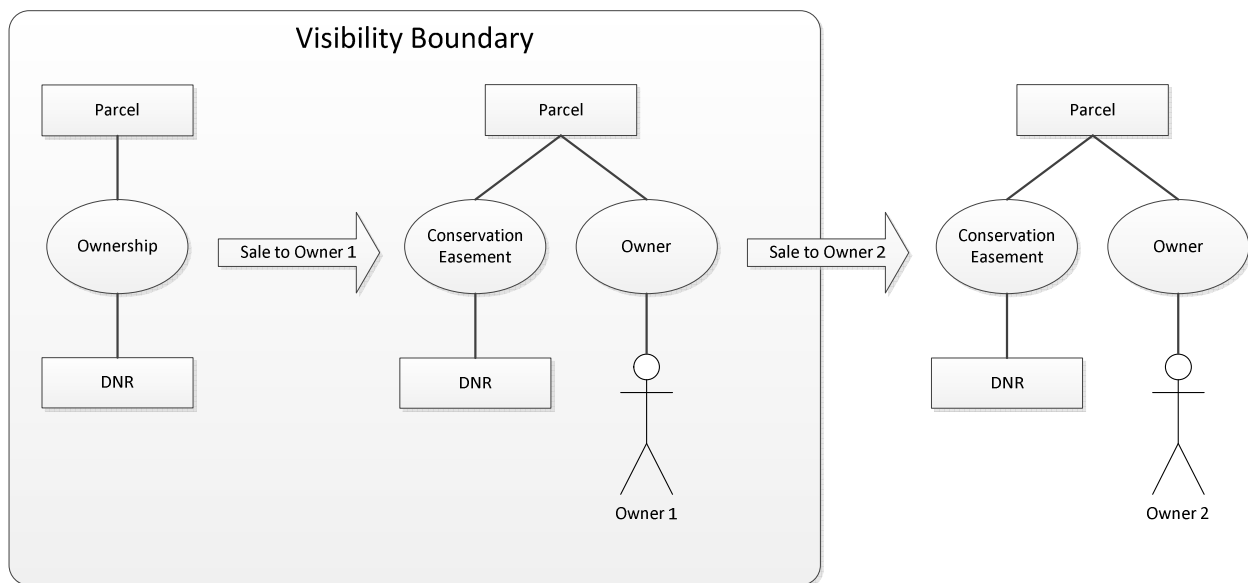 Visibility Boundary
Parcel
Ownership
DNR
Sale to Owner 1
Parcel
Conservation
Easement
Owner
DNR
Owner 1
Sale to Owner 2
Parcel
Conservation
Easement
Owner
DNR
Owner 2